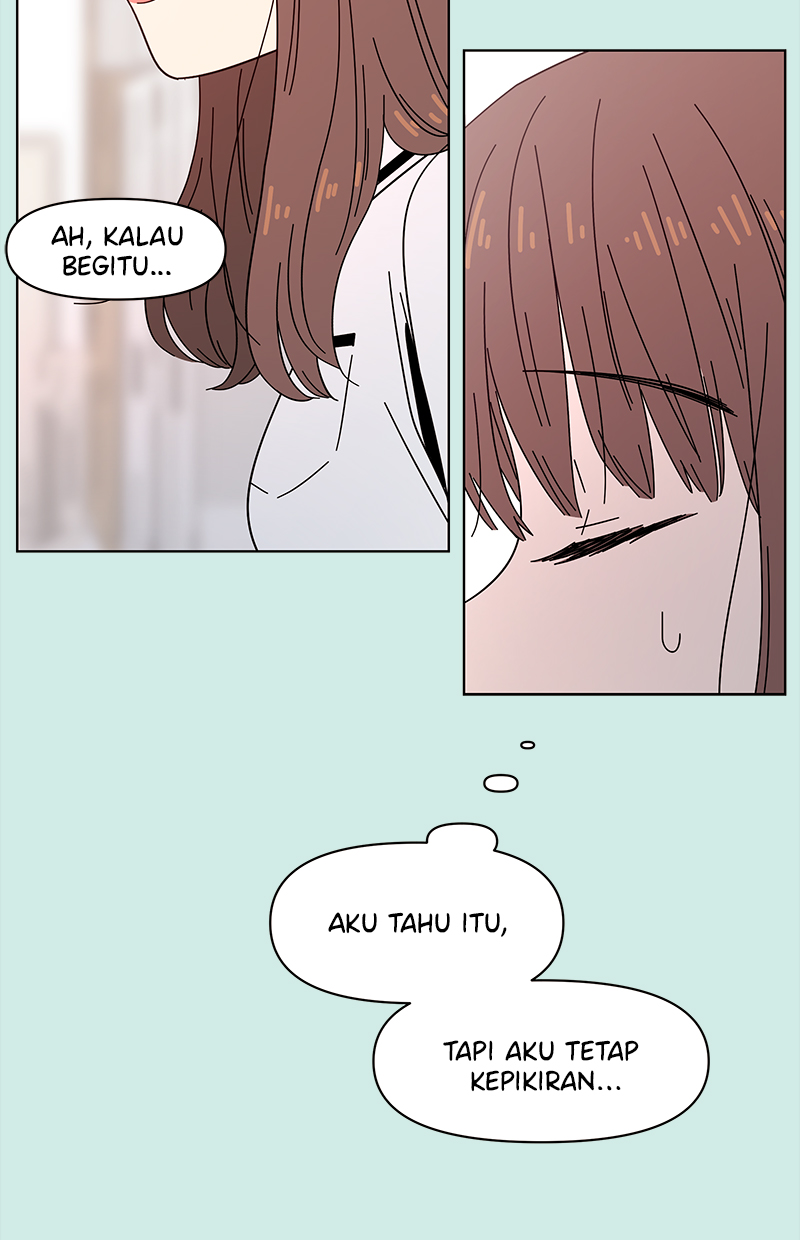 AH, KALAU
BEGITU...
AKU TAHU ITU,
TAPI AKU TETAP
KEPIKIRAN...